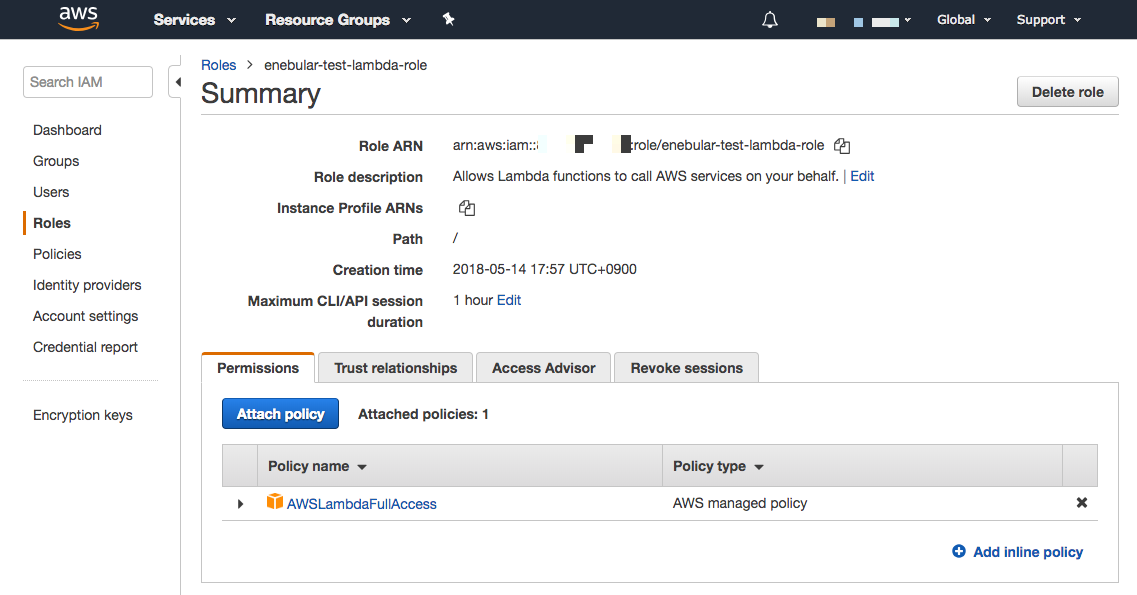 aws Services Resource Groups Global Support
Search IAM
Dashboard
Groups
Users
Roles
Policies
Identity providers
Account settings
Credential report
Encryption keys
Roles > enebular-test-lambda-role
Summary
Delete role
Role ARN arn:aws:iam:: :role/enebular-test-lambda-role
Role description Allows Lambda functions to call AWS services on your behalf. | Edit
Instance Profile ARNs
Path /
Creation time 2018-05-14 17:57 UTC+0900
Maximum CLI/API session 1 hour Edit
duration
Permissions Trust relationships Access Advisor Revoke sessions
Attach policy Attached policies: 1
Policy name Policy type
AWSLambdaFullAccess AWS managed policy
Add inline policy